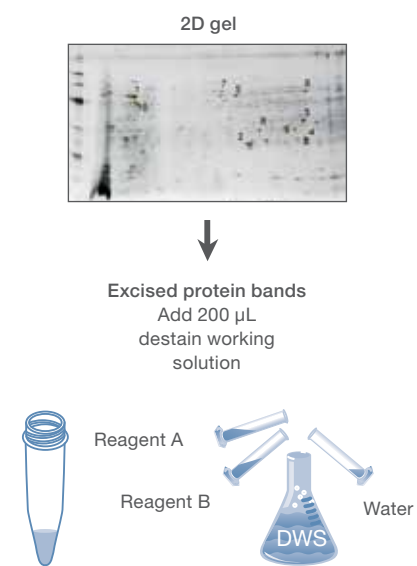 2D gel
Excised protein bands
Add 200 µL
destain working
solution
Reagent A
Reagent B
Water
DWS